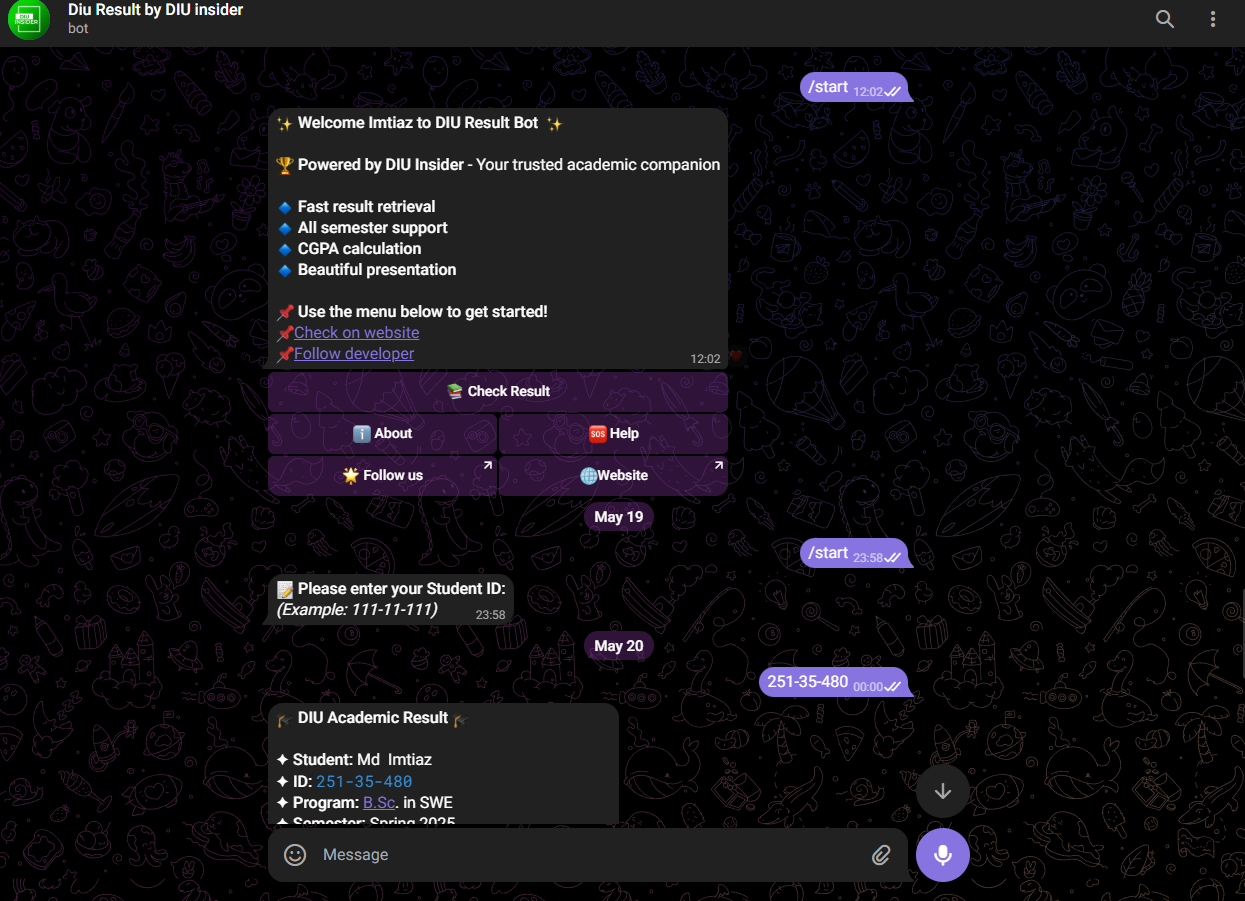 Diu Result by DIU insider
bot
DIU
INSIDER
/start 12:02
✨ Welcome Imtiaz to DIU Result Bot ✨
🏆 Powered by DIU Insider - Your trusted academic companion
🔹 Fast result retrieval
🔹 All semester support
🔹 CGPA calculation
🔹 Beautiful presentation
📌 Use the menu below to get started!
📌Check on website
📌Follow developer
12:02
📚 Check Result
ℹ️ About
🆘 Help
🌟 Follow us
🌐Website
May 19
/start 23:58
📝 Please enter your Student ID:
(Example: 111-11-111) 23:58
May 20
251-35-480 00:00
🎓 DIU Academic Result 🎓
✦ Student: Md  Imtiaz
✦ ID: 251-35-480
✦ Program: B.Sc. in SWE
✦ Semester: Spring 2025
Message